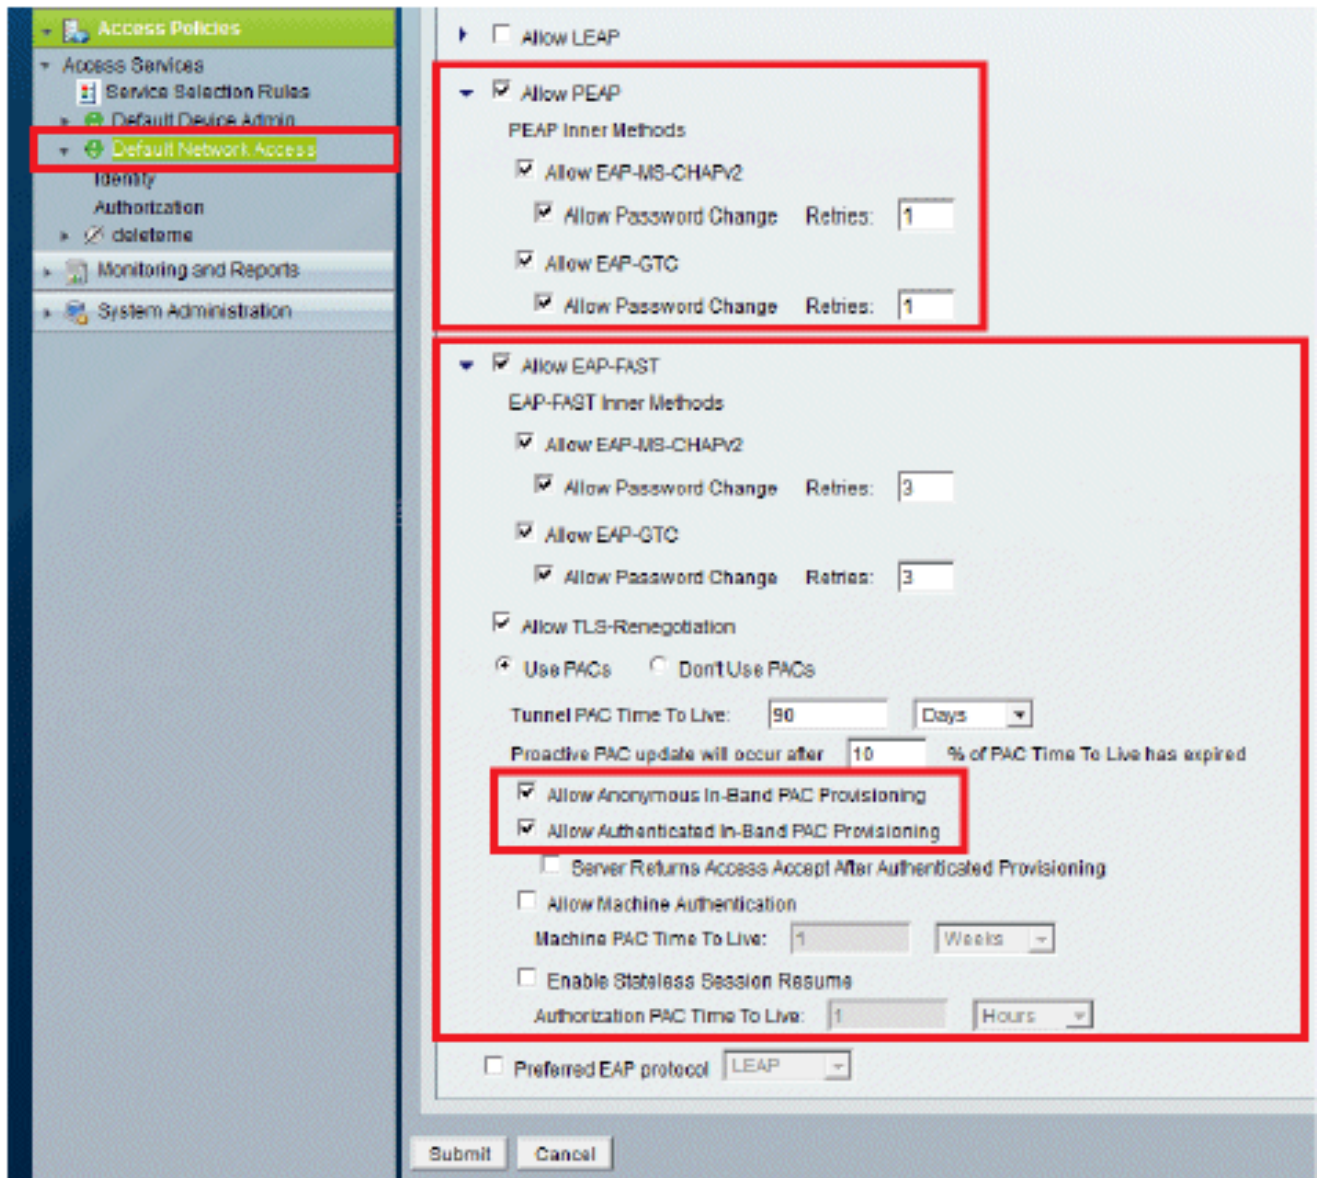 Access Policies
Access Services
Service Selection Rules
Default Device Admin
Default Network Access
Identity
Authorization
deleteme
Monitoring and Reports
System Administration
Allow LEAP
Allow PEAP
PEAP Inner Methods
Allow EAP-MS-CHAPv2
Allow Password Change Retries: 1
Allow EAP-GTC
Allow Password Change Retries: 1
Allow EAP-FAST
EAP-FAST Inner Methods
Allow EAP-MS-CHAPv2
Allow Password Change Retries: 3
Allow EAP-GTC
Allow Password Change Retries: 3
Allow TLS-Renegotiation
Use PACs Don't Use PACs
Tunnel PAC Time To Live: 90 Days
Proactive PAC update will occur after 10 % of PAC Time To Live has expired
Allow Anonymous In-Band PAC Provisioning
Allow Authenticated In-Band PAC Provisioning
Server Returns Access Accept After Authenticated Provisioning
Allow Machine Authentication
Machine PAC Time To Live: 1 Weeks
Enable Stateless Session Resume
Authorization PAC Time To Live: 1 Hours
Preferred EAP protocol LEAP
Submit Cancel